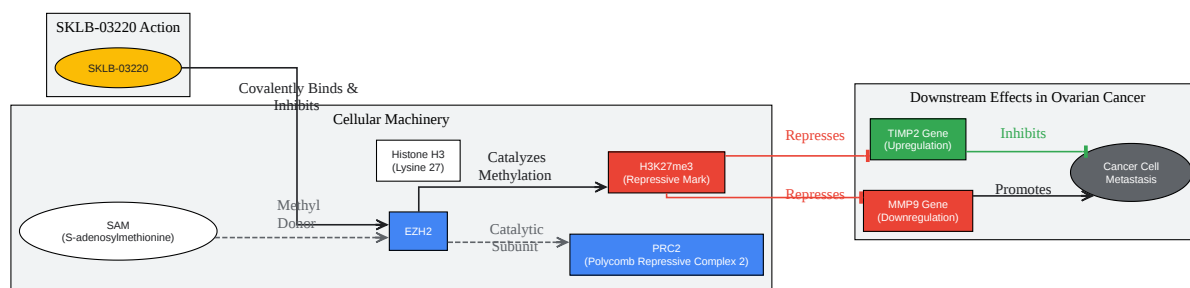 SKLB-03220 Action
SKLB-03220
Covalently Binds &
Inhibits
Cellular Machinery
Histone H3
(Lysine 27)
Catalyzes
Methylation
H3K27me3
(Repressive Mark)
SAM
(S-adenosylmethionine)
Methyl
Donor
EZH2
Catalytic
Subunit
PRC2
(Polycomb Repressive Complex 2)
Represses
Represses
Downstream Effects in Ovarian Cancer
TIMP2 Gene
(Upregulation)
Inhibits
Cancer Cell
Metastasis
MMP9 Gene
(Downregulation)
Promotes